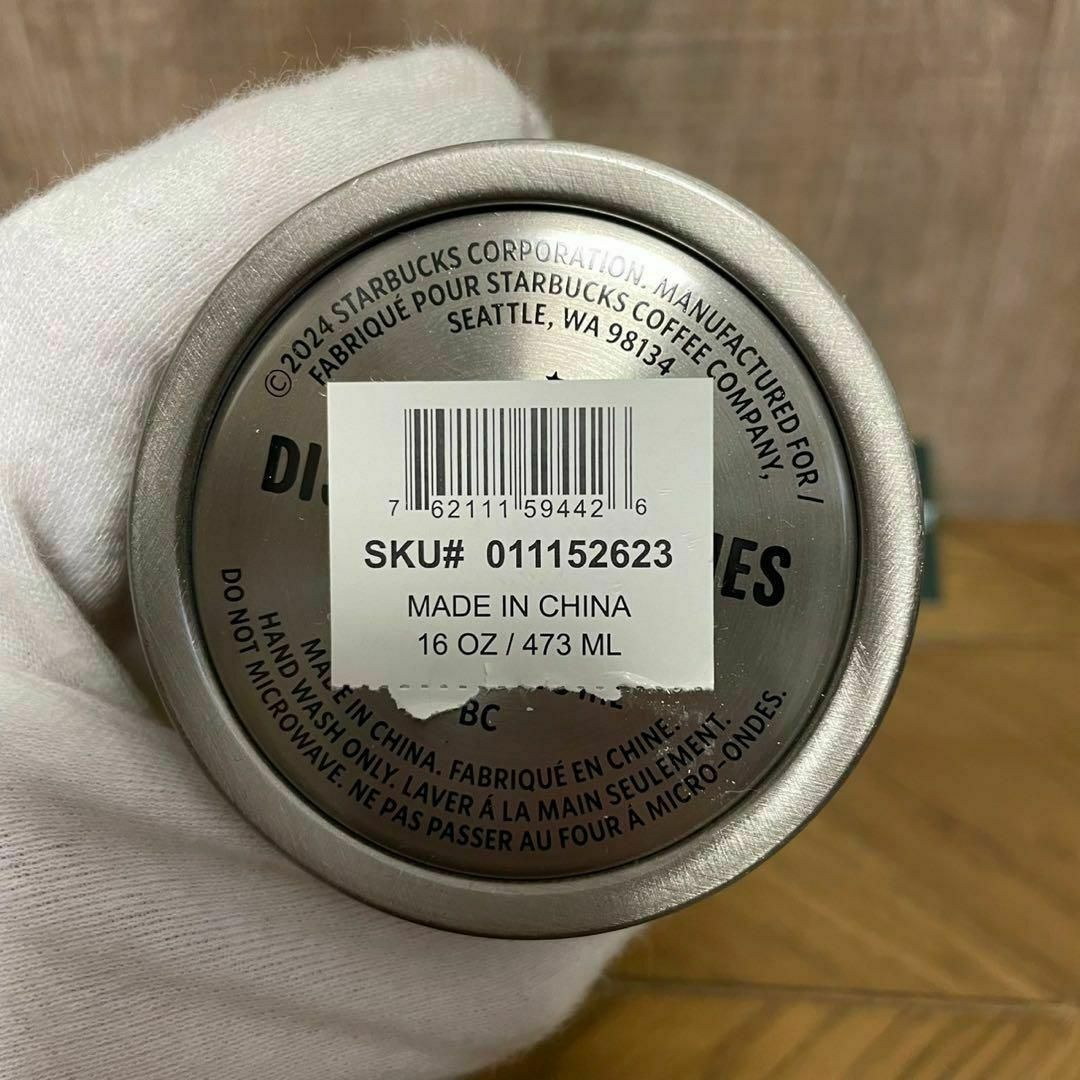 © 2024 STARBUCKS CORPORATION. MANUFACTURED FOR /
FABRIQUÉ POUR STARBUCKS COFFEE COMPANY,
SEATTLE, WA 98134
7 62111 59442 6
SKU# 011152623
MADE IN CHINA
16 OZ / 473 ML
BC
MADE IN CHINA. FABRIQUÉ EN CHINE.
HAND WASH ONLY. LAVER Á LA MAIN SEULEMENT.
DO NOT MICROWAVE. NE PAS PASSER AU FOUR Á MICRO-ONDES.